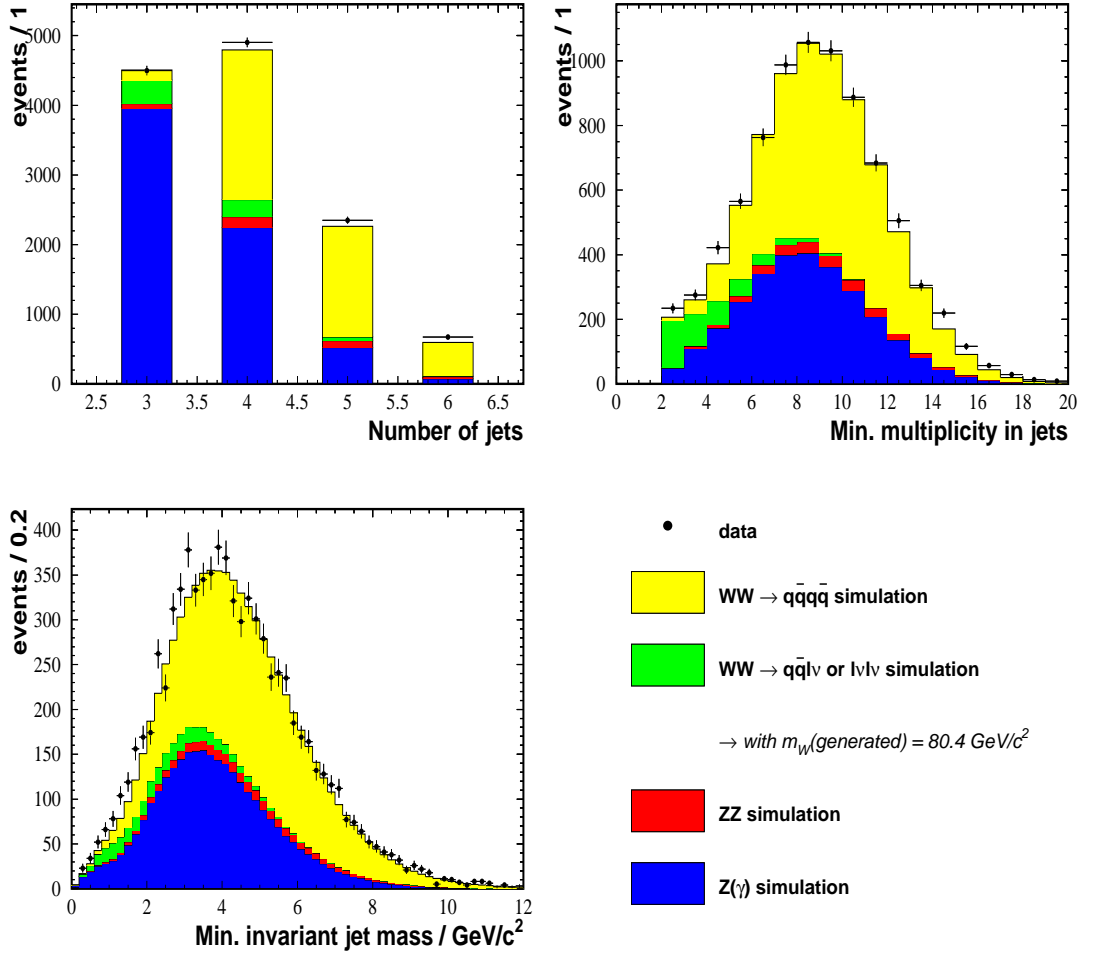 events / 1
5000
4000
3000
2000
1000
0
2.5 3 3.5 4 4.5 5 5.5 6 6.5
Number of jets
events / 1
1000
800
600
400
200
0
0 2 4 6 8 10 12 14 16 18 20
Min. multiplicity in jets
events / 0.2
400
350
300
250
200
150
100
50
0
0 2 4 6 8 10 12
Min. invariant jet mass / GeV/c²
data
WW → qq̄qq̄ simulation
WW → qq̄lν or lνlν simulation
→ with m_W(generated) = 80.4 GeV/c²
ZZ simulation
Z(γ) simulation